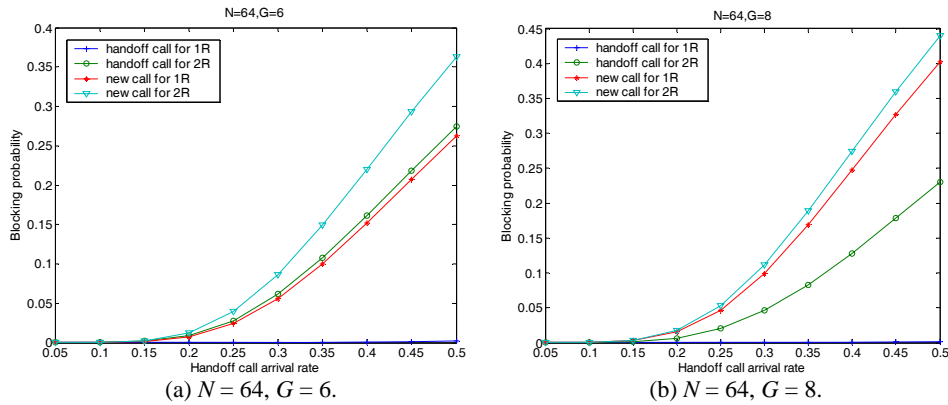 N=64,G=6
0.4
0.35
0.3
0.25
0.2
0.15
0.1
0.05
0
Blocking probability
handoff call for 1R
handoff call for 2R
new call for 1R
new call for 2R
0.05 0.1 0.15 0.2 0.25 0.3 0.35 0.4 0.45 0.5
Handoff call arrival rate
(a) N = 64, G = 6.
N=64,G=8
0.45
0.4
0.35
0.3
0.25
0.2
0.15
0.1
0.05
0
Blocking probability
handoff call for 1R
handoff call for 2R
new call for 1R
new call for 2R
0.05 0.1 0.15 0.2 0.25 0.3 0.35 0.4 0.45 0.5
Handoff call arrival rate
(b) N = 64, G = 8.